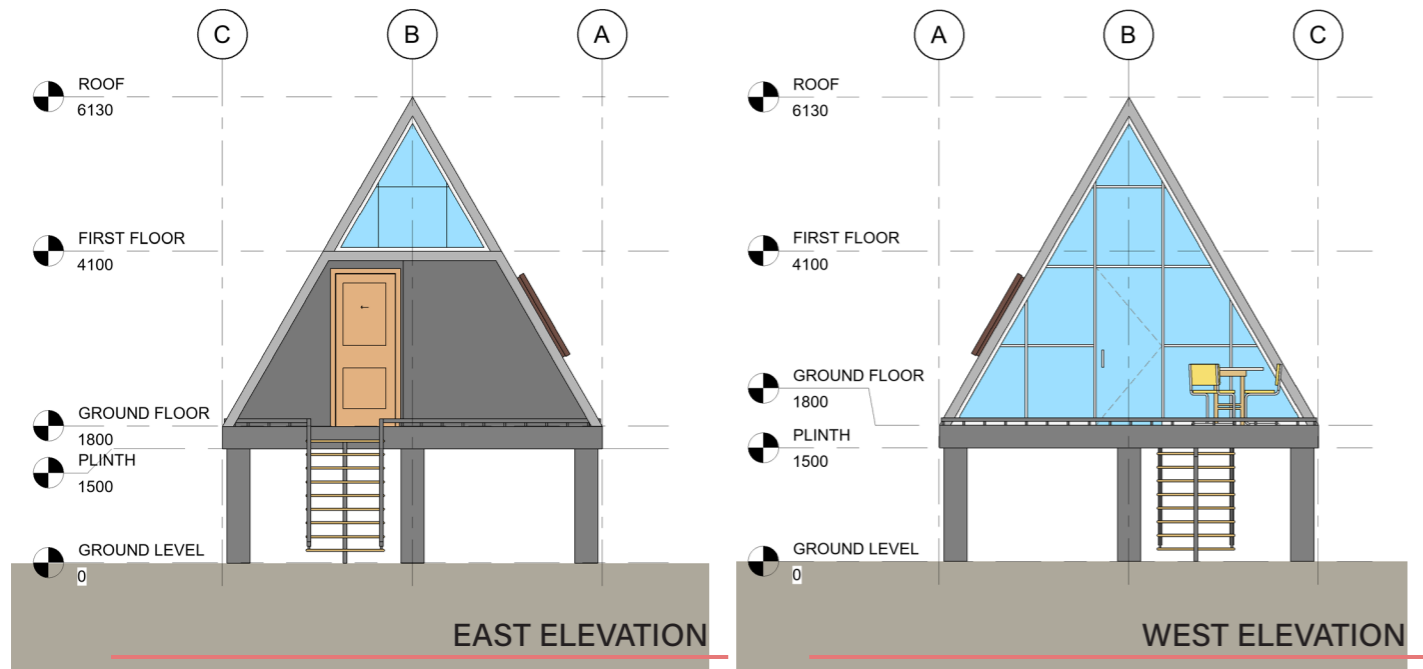 C B A
ROOF
6130
FIRST FLOOR
4100
GROUND FLOOR
1800
PLINTH
1500
GROUND LEVEL
0
EAST ELEVATION
A B C
ROOF
6130
FIRST FLOOR
4100
GROUND FLOOR
1800
PLINTH
1500
GROUND LEVEL
0
WEST ELEVATION